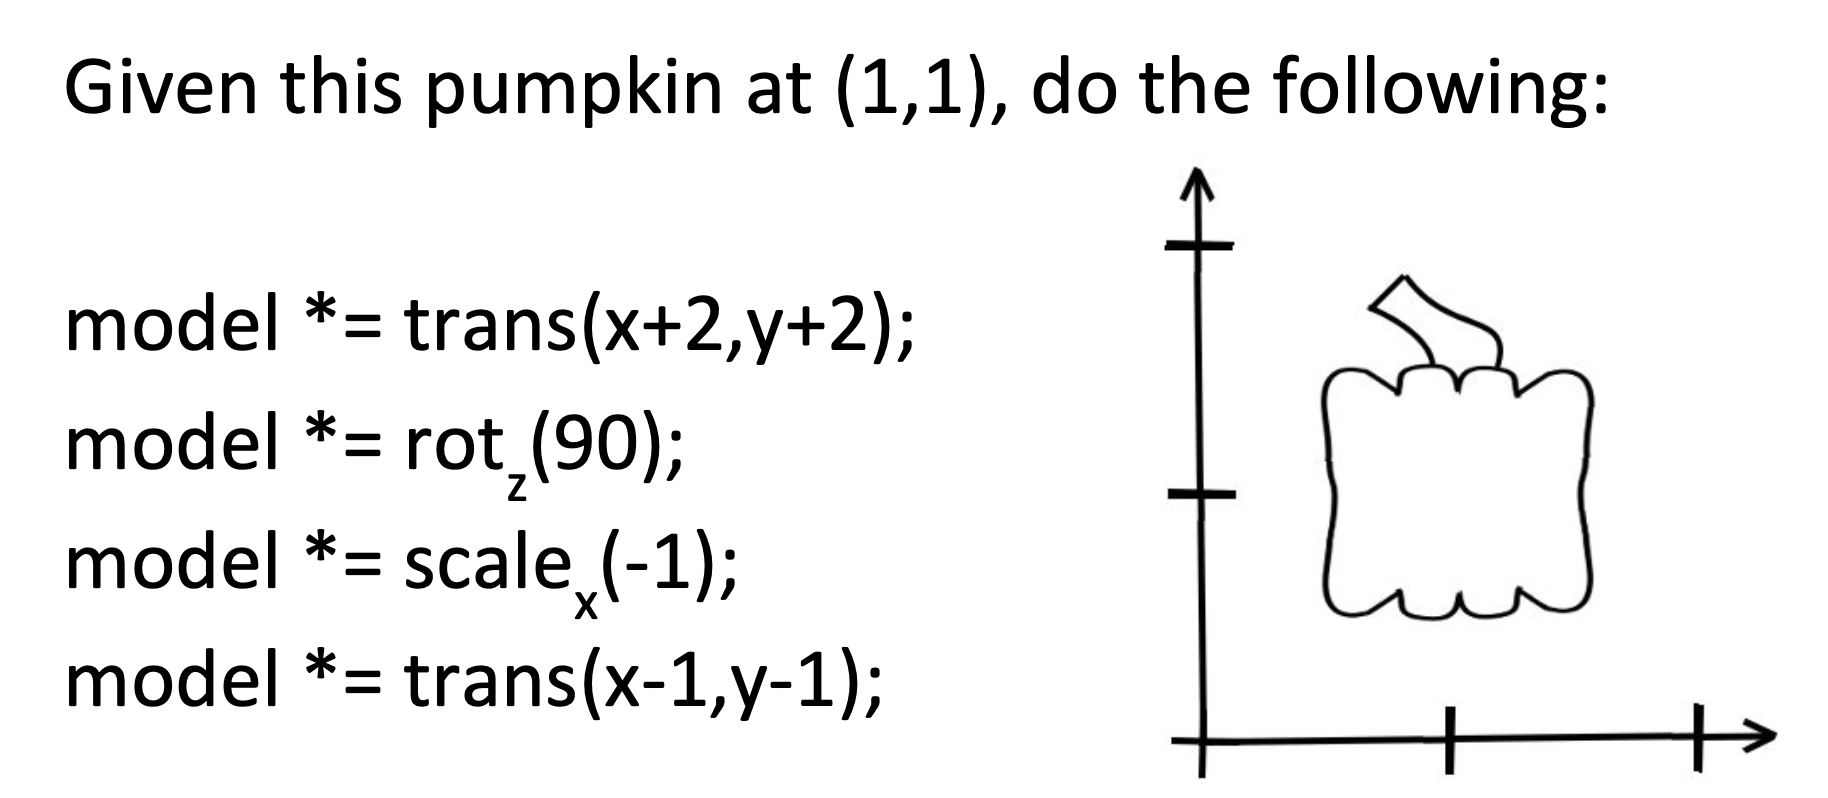 Given this pumpkin at (1,1), do the following:
model *= trans(x+2,y+2);
model *= rotz(90);
model *= scalex(-1);
model *= trans(x-1,y-1);